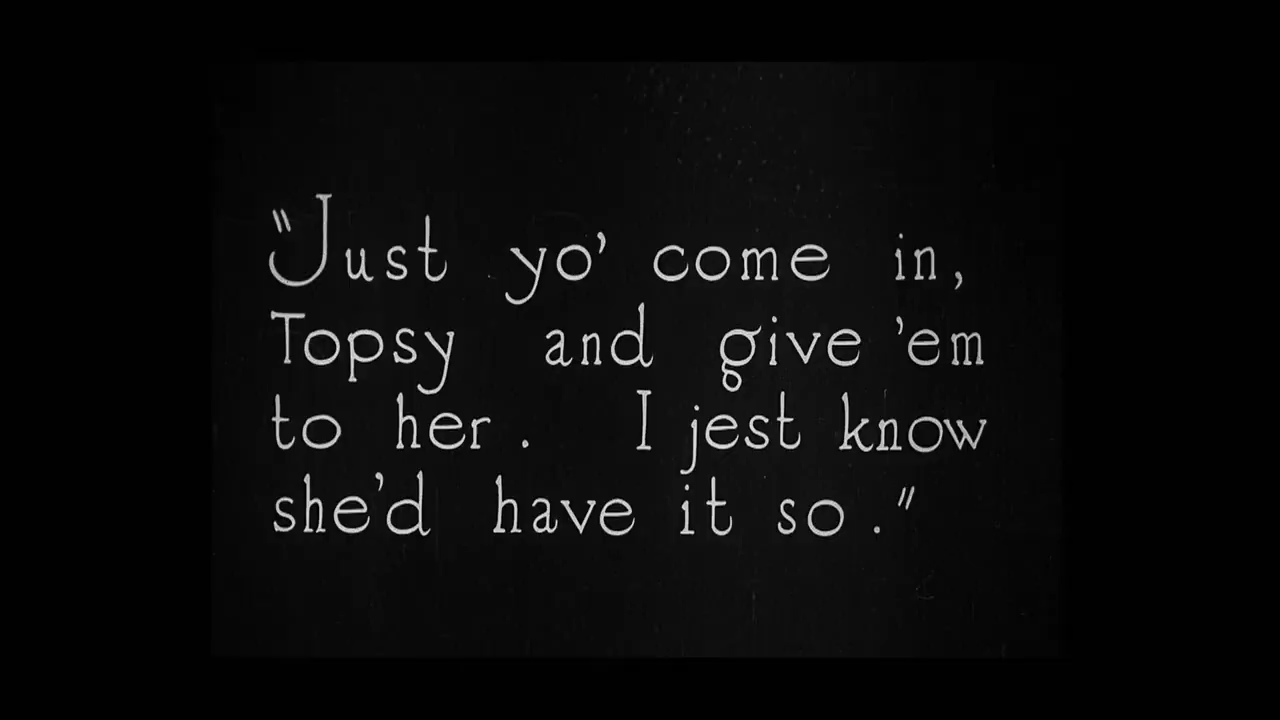 "Just yo' come in,
Topsy and give 'em
to her. I jest know
she'd have it so."